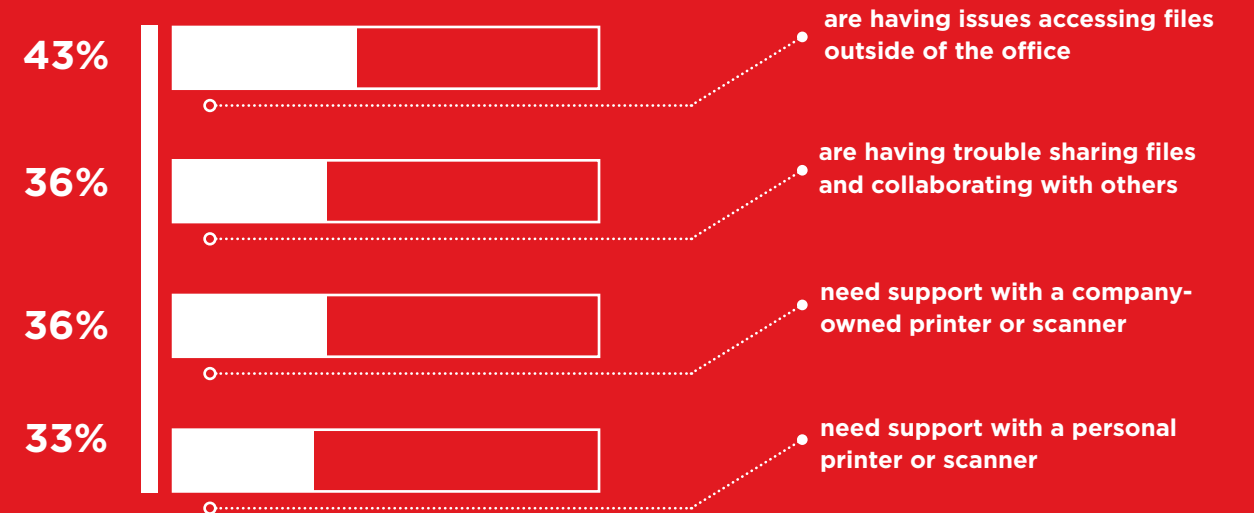 43%
are having issues accessing files
outside of the office
36%
are having trouble sharing files
and collaborating with others
36%
need support with a company-
owned printer or scanner
33%
need support with a personal
printer or scanner